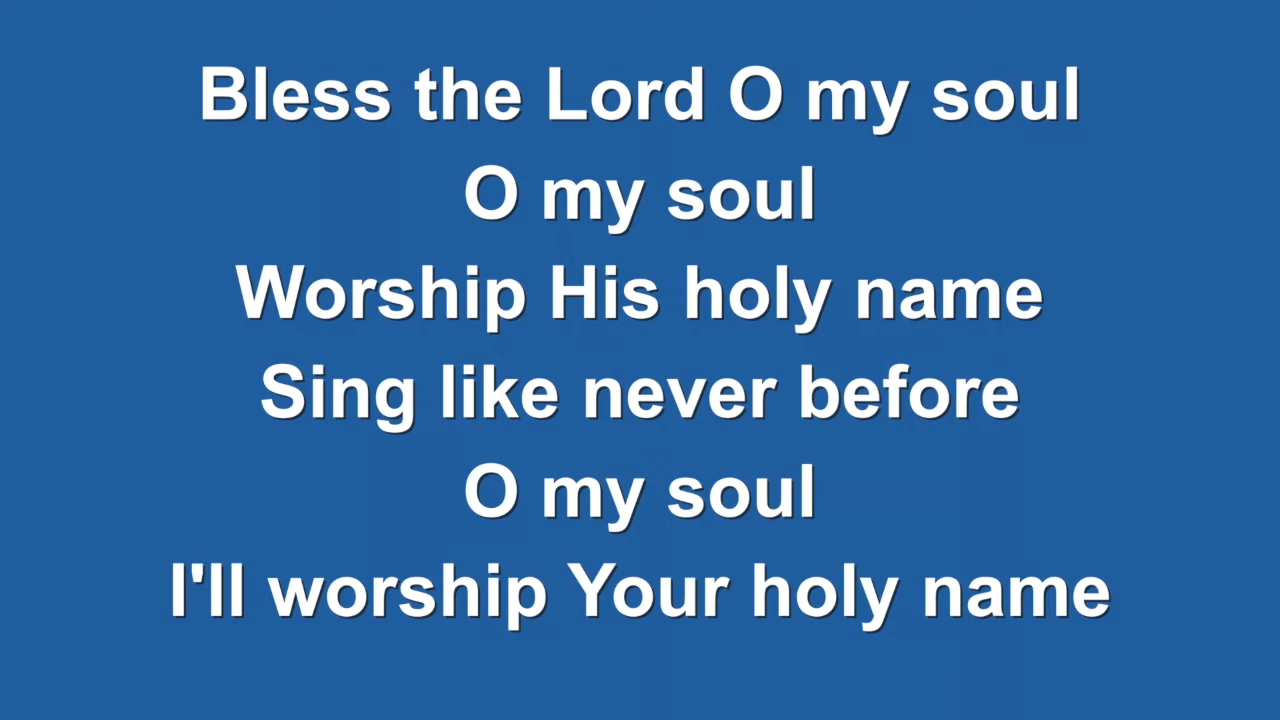 Bless the Lord O my soul
O my soul
Worship His holy name
Sing like never before
O my soul
I'll worship Your holy name